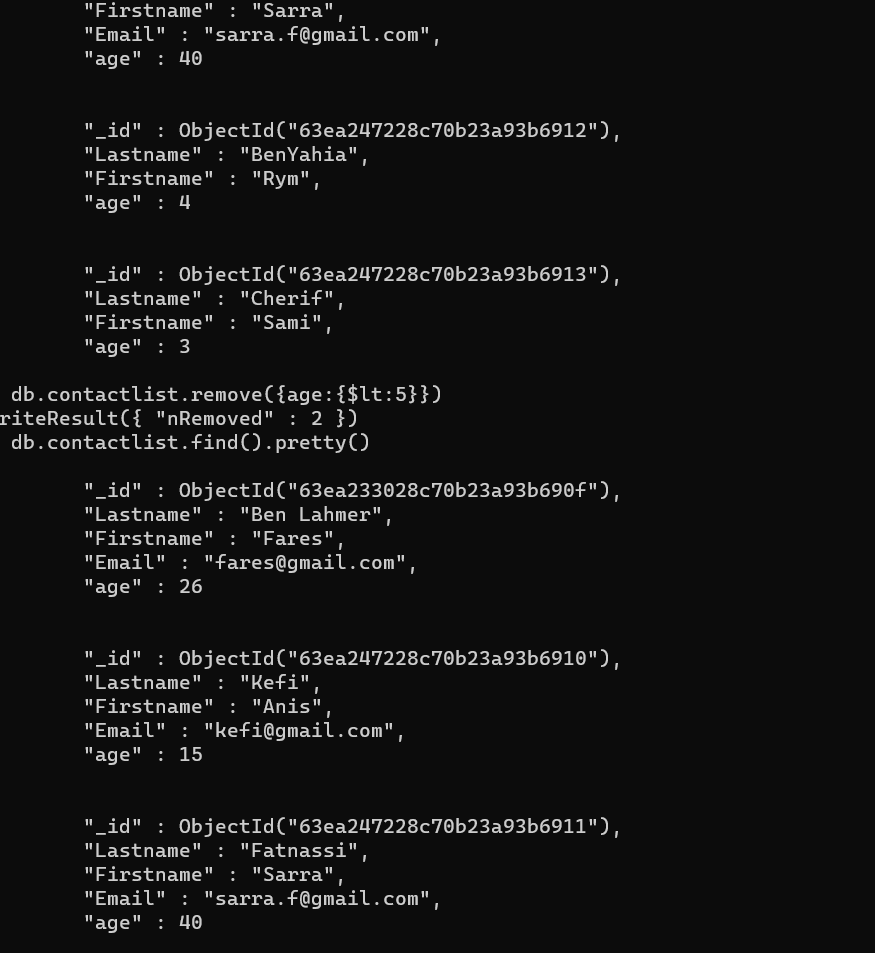 "Firstname" : "Sarra",
"Email" : "sarra.f@gmail.com",
"age" : 40
"_id" : ObjectId("63ea247228c70b23a93b6912"),
"Lastname" : "BenYahia",
"Firstname" : "Rym",
"age" : 4
"_id" : ObjectId("63ea247228c70b23a93b6913"),
"Lastname" : "Cherif",
"Firstname" : "Sami",
"age" : 3
db.contactlist.remove({age:{$lt:5}})
riteResult({ "nRemoved" : 2 })
db.contactlist.find().pretty()
"_id" : ObjectId("63ea233028c70b23a93b690f"),
"Lastname" : "Ben Lahmer",
"Firstname" : "Fares",
"Email" : "fares@gmail.com",
"age" : 26
"_id" : ObjectId("63ea247228c70b23a93b6910"),
"Lastname" : "Kefi",
"Firstname" : "Anis",
"Email" : "kefi@gmail.com",
"age" : 15
"_id" : ObjectId("63ea247228c70b23a93b6911"),
"Lastname" : "Fatnassi",
"Firstname" : "Sarra",
"Email" : "sarra.f@gmail.com",
"age" : 40